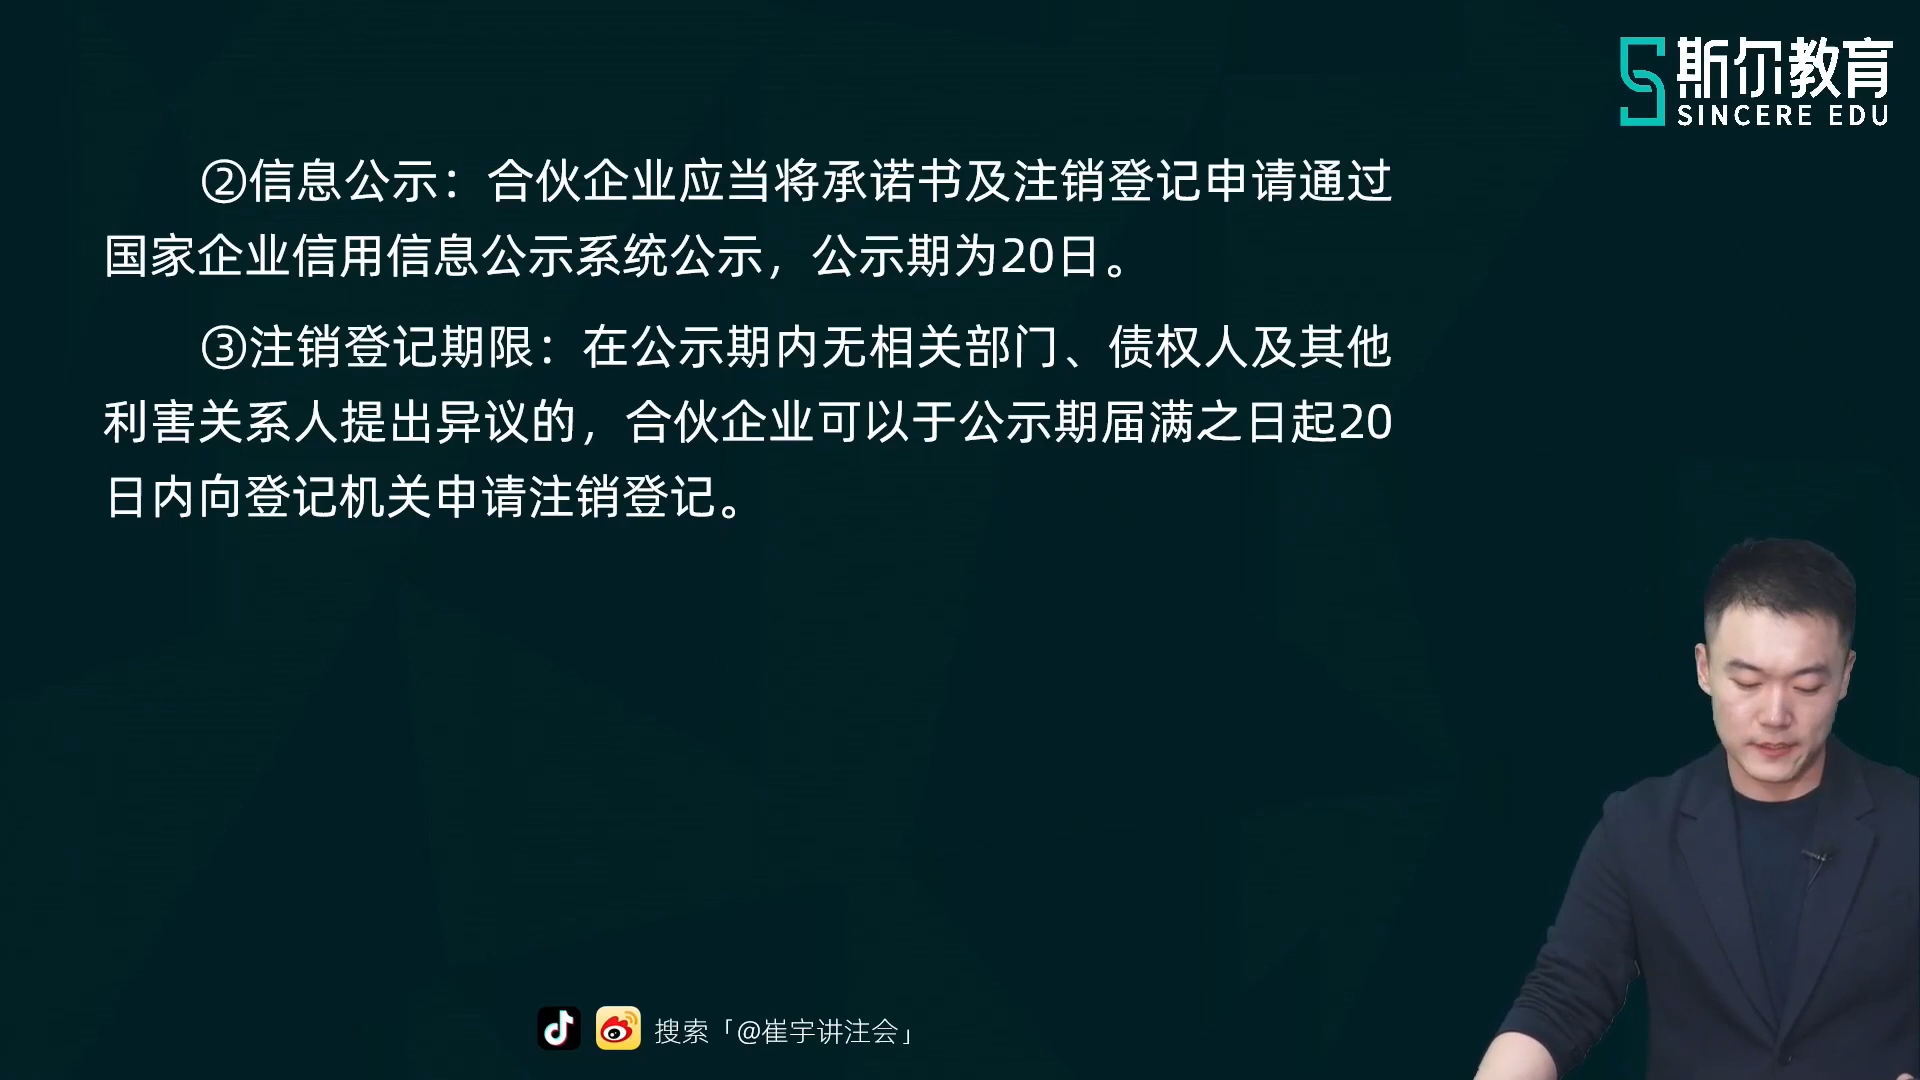 斯尔教育
SINCERE EDU
②信息公示：合伙企业应当将承诺书及注销登记申请通过
国家企业信用信息公示系统公示，公示期为20日。
③注销登记期限：在公示期内无相关部门、债权人及其他
利害关系人提出异议的，合伙企业可以于公示期届满之日起20
日内向登记机关申请注销登记。
搜索「@崔宇讲注会」